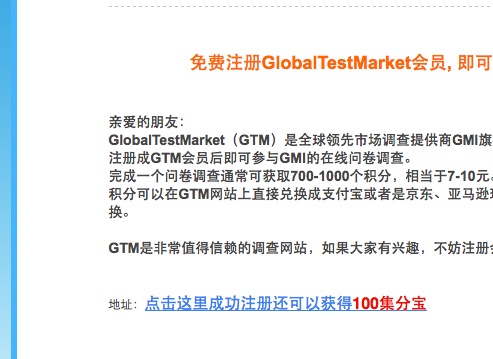 免费注册GlobalTestMarket会员, 即可
亲爱的朋友：
GlobalTestMarket（GTM）是全球领先市场调查提供商GMI旗
注册成GTM会员后即可参与GMI的在线问卷调查。
完成一个问卷调查通常可获取700-1000个积分，相当于7-10元。
积分可以在GTM网站上直接兑换成支付宝或者是京东、亚马逊
换。
GTM是非常值得信赖的调查网站，如果大家有兴趣，不妨注册
地址：点击这里成功注册还可以获得100集分宝